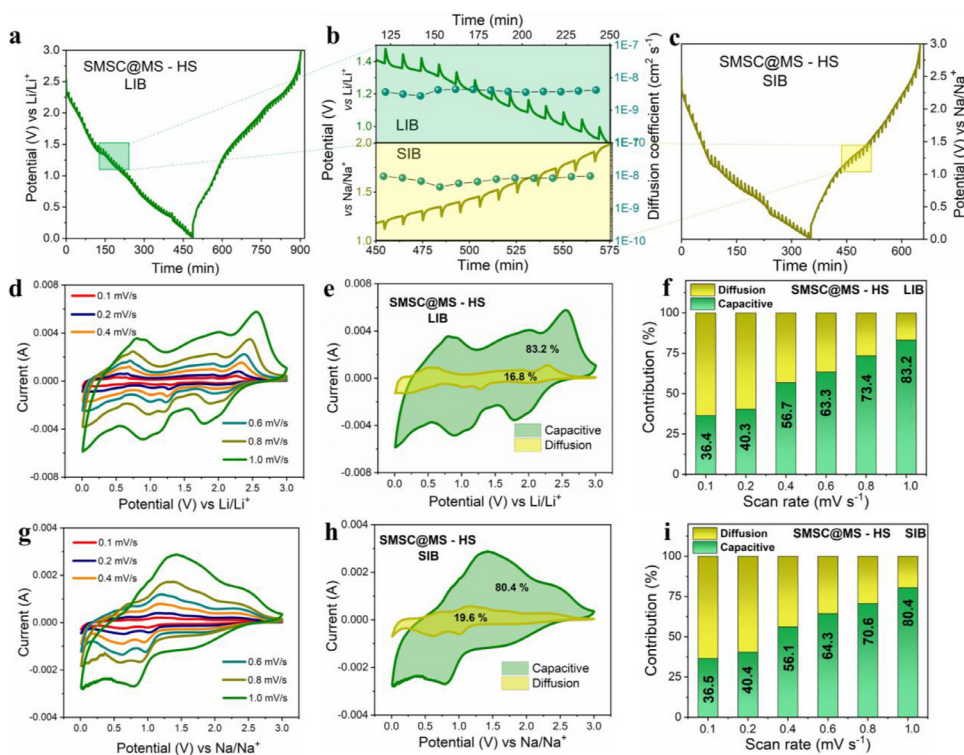 a
SMSC@MS - HS
LIB
3.0
2.5
2.0
1.5
1.0
0.5
0.0
Potential (V) vs Li/Li⁺
0 150 300 450 600 750 900
Time (min)
b
Time (min)
125 150 175 200 225 250
1.4
1.2
1.0
Potential (V)
vs Li/Li⁺
LIB
1E-7
1E-8
1E-9
1E-10
Diffusion coefficient (cm² s⁻¹)
SIB
2.0
1.5
1.0
vs Na/Na⁺
1E-8
1E-9
1E-10
450 475 500 525 550 575
Time (min)
c
SMSC@MS - HS
SIB
3.0
2.5
2.0
1.5
1.0
0.5
0.0
Potential (V) vs Na/Na⁺
0 150 300 450 600
Time (min)
d
0.1 mV/s
0.2 mV/s
0.4 mV/s
0.6 mV/s
0.8 mV/s
1.0 mV/s
0.008
0.004
0.000
-0.004
-0.008
Current (A)
0.0 0.5 1.0 1.5 2.0 2.5 3.0
Potential (V) vs Li/Li⁺
e
SMSC@MS - HS
LIB
83.2 %
16.8 %
Capacitive
Diffusion
0.008
0.004
0.000
-0.004
-0.008
Current (A)
0.0 0.5 1.0 1.5 2.0 2.5 3.0
Potential (V) vs Li/Li⁺
f
Diffusion
Capacitive
SMSC@MS - HS LIB
100
75
50
25
0
Contribution (%)
36.4
40.3
56.7
63.3
73.4
83.2
0.1 0.2 0.4 0.6 0.8 1.0
Scan rate (mV s⁻¹)
g
0.1 mV/s
0.2 mV/s
0.4 mV/s
0.6 mV/s
0.8 mV/s
1.0 mV/s
0.004
0.002
0.000
-0.002
-0.004
Current (A)
0.0 0.5 1.0 1.5 2.0 2.5 3.0
Potential (V) vs Na/Na⁺
h
SMSC@MS - HS
SIB
80.4 %
19.6 %
Capacitive
Diffusion
0.004
0.002
0.000
-0.002
-0.004
Current (A)
0.0 0.5 1.0 1.5 2.0 2.5 3.0
Potential (V) vs Na/Na⁺
i
Diffusion
Capacitive
SMSC@MS - HS SIB
100
75
50
25
0
Contribution (%)
36.5
40.4
56.1
64.3
70.6
80.4
0.1 0.2 0.4 0.6 0.8 1.0
Scan rate (mV s⁻¹)